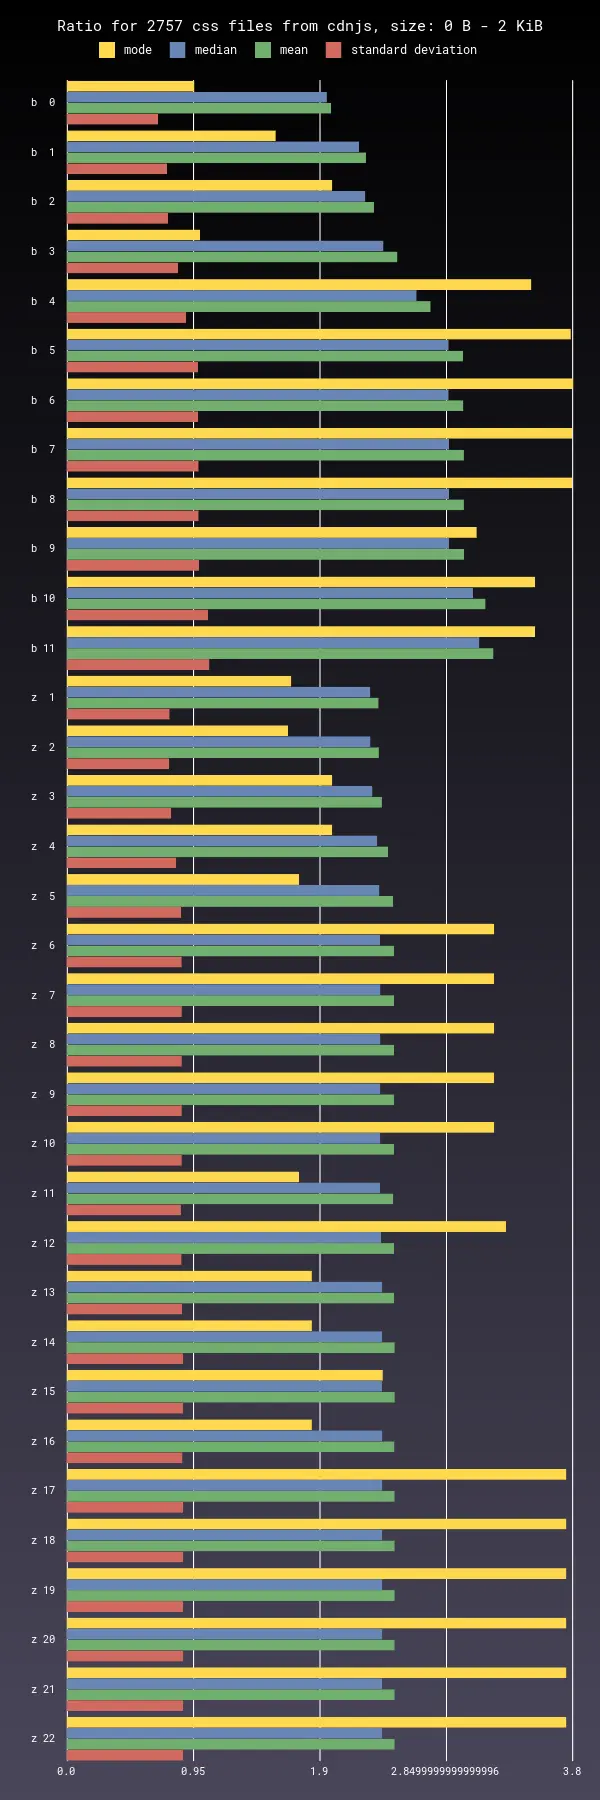 Ratio for 2757 css files from cdnjs, size: 0 B - 2 KiB
mode median mean standard deviation
b 0
b 1
b 2
b 3
b 4
b 5
b 6
b 7
b 8
b 9
b 10
b 11
z 1
z 2
z 3
z 4
z 5
z 6
z 7
z 8
z 9
z 10
z 11
z 12
z 13
z 14
z 15
z 16
z 17
z 18
z 19
z 20
z 21
z 22
0.0 0.95 1.9 2.8499999999999996 3.8